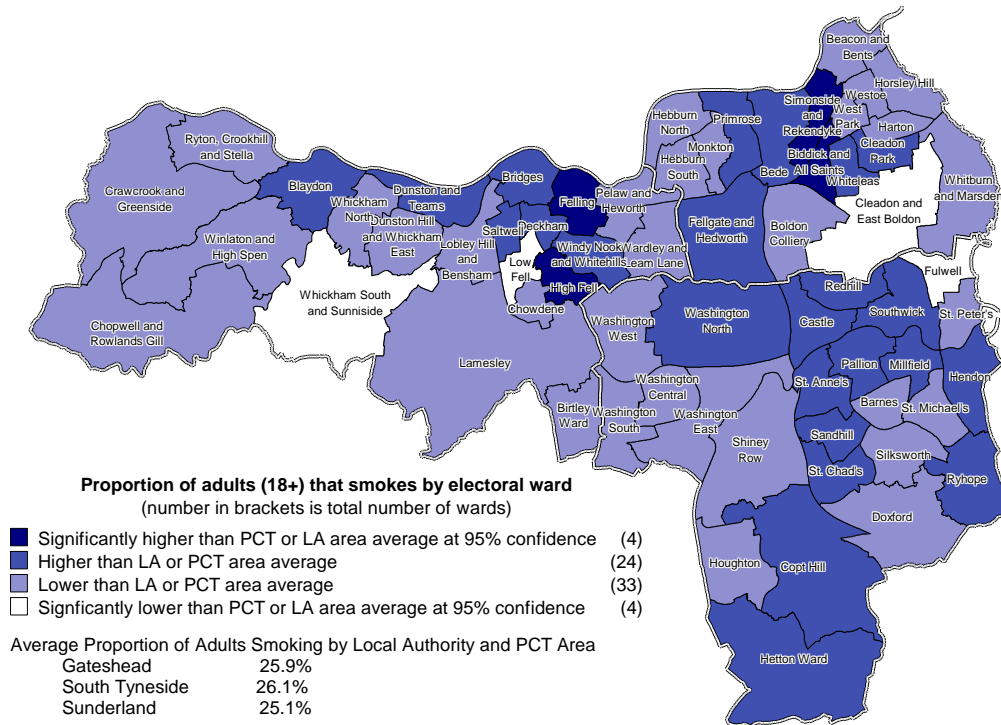 Beacon and
Bents
Horsley Hill
Simonside
and
Rekendyke
Westoe
West
Park
Harton
Cleadon
Park
Primrose
Hebburn
North
Monkton
Hebburn
South
Bede
Biddick and
All Saints
Whiteleas
Whitburn
and Marsden
Cleadon and
East Boldon
Boldon
Colliery
Fellgate and
Hedworth
Ryton, Crookhill
and Stella
Crawcrook and
Greenside
Blaydon
Dunston and
Teams
Bridges
Felling
Pelaw and
Heworth
Whickham
North
Dunston Hill
and Whickham
East
Saltwell
Deckham
Lobley Hill
and
Bensham
Windy Nook
and Whitehills
Wardley and
Leam Lane
Winlaton and
High Spen
Low
Fell
High Fell
Chowdene
Whickham South
and Sunniside
Chopwell and
Rowlands Gill
Lamesley
Birtley
Ward
Fulwell
Redhill
Southwick
St. Peter's
Castle
Washington
North
Washington
West
Washington
Central
Washington
South
Washington
East
St. Anne's
Pallion
Millfield
Hendon
Barnes
St. Michael's
Sandhill
Shiney
Row
St. Chad's
Silksworth
Ryhope
Doxford
Houghton
Copt Hill
Hetton Ward
Proportion of adults (18+) that smokes by electoral ward
(number in brackets is total number of wards)
Significantly higher than PCT or LA area average at 95% confidence (4)
Higher than LA or PCT area average (24)
Lower than LA or PCT area average (33)
Signficantly lower than PCT or LA area average at 95% confidence (4)
Average Proportion of Adults Smoking by Local Authority and PCT Area
Gateshead 25.9%
South Tyneside 26.1%
Sunderland 25.1%